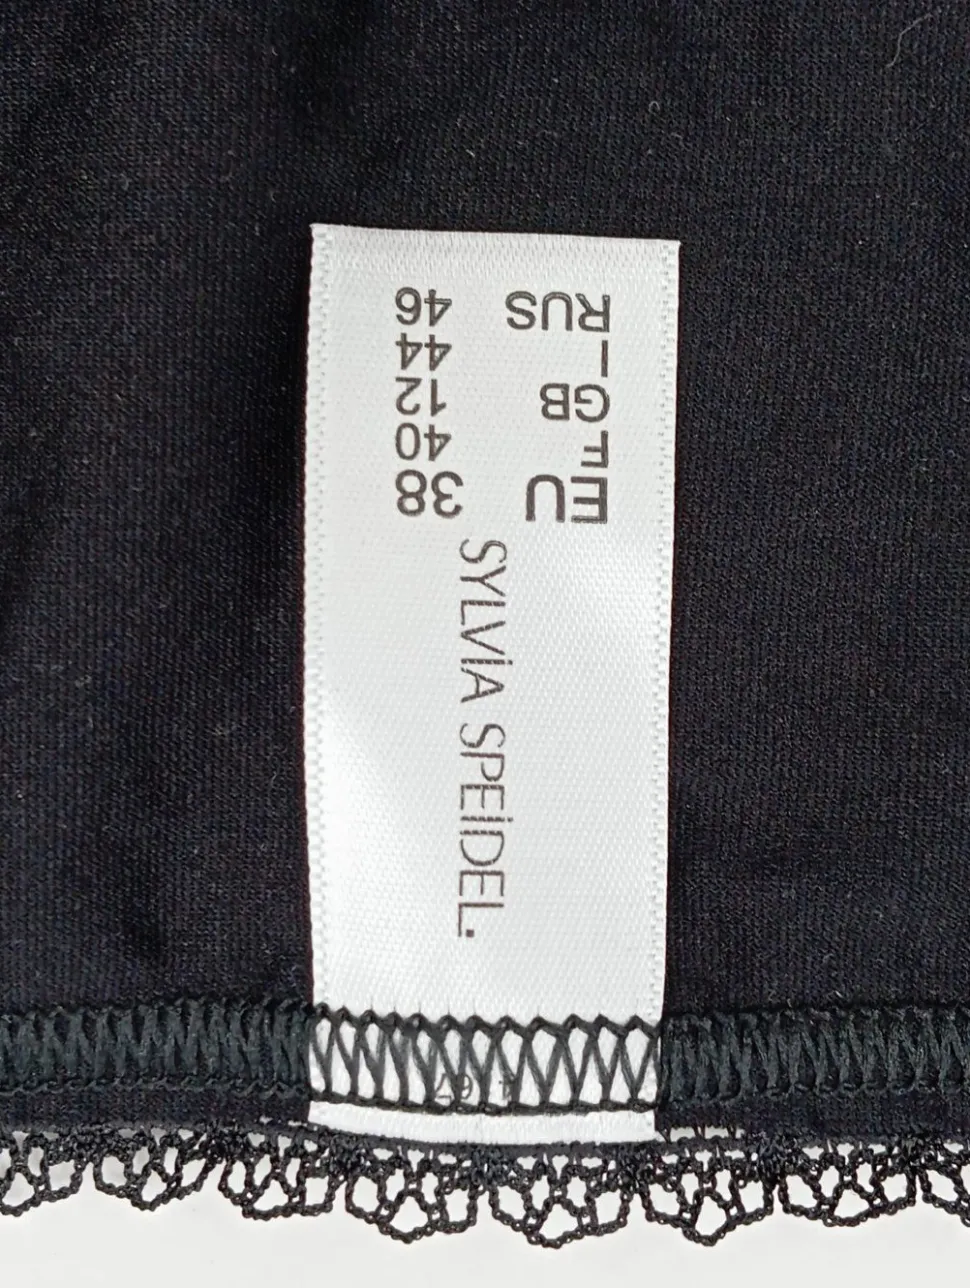 SYLVIA SPEIDEL.
EU 38
F 40
GB 12
I 44
RUS 46